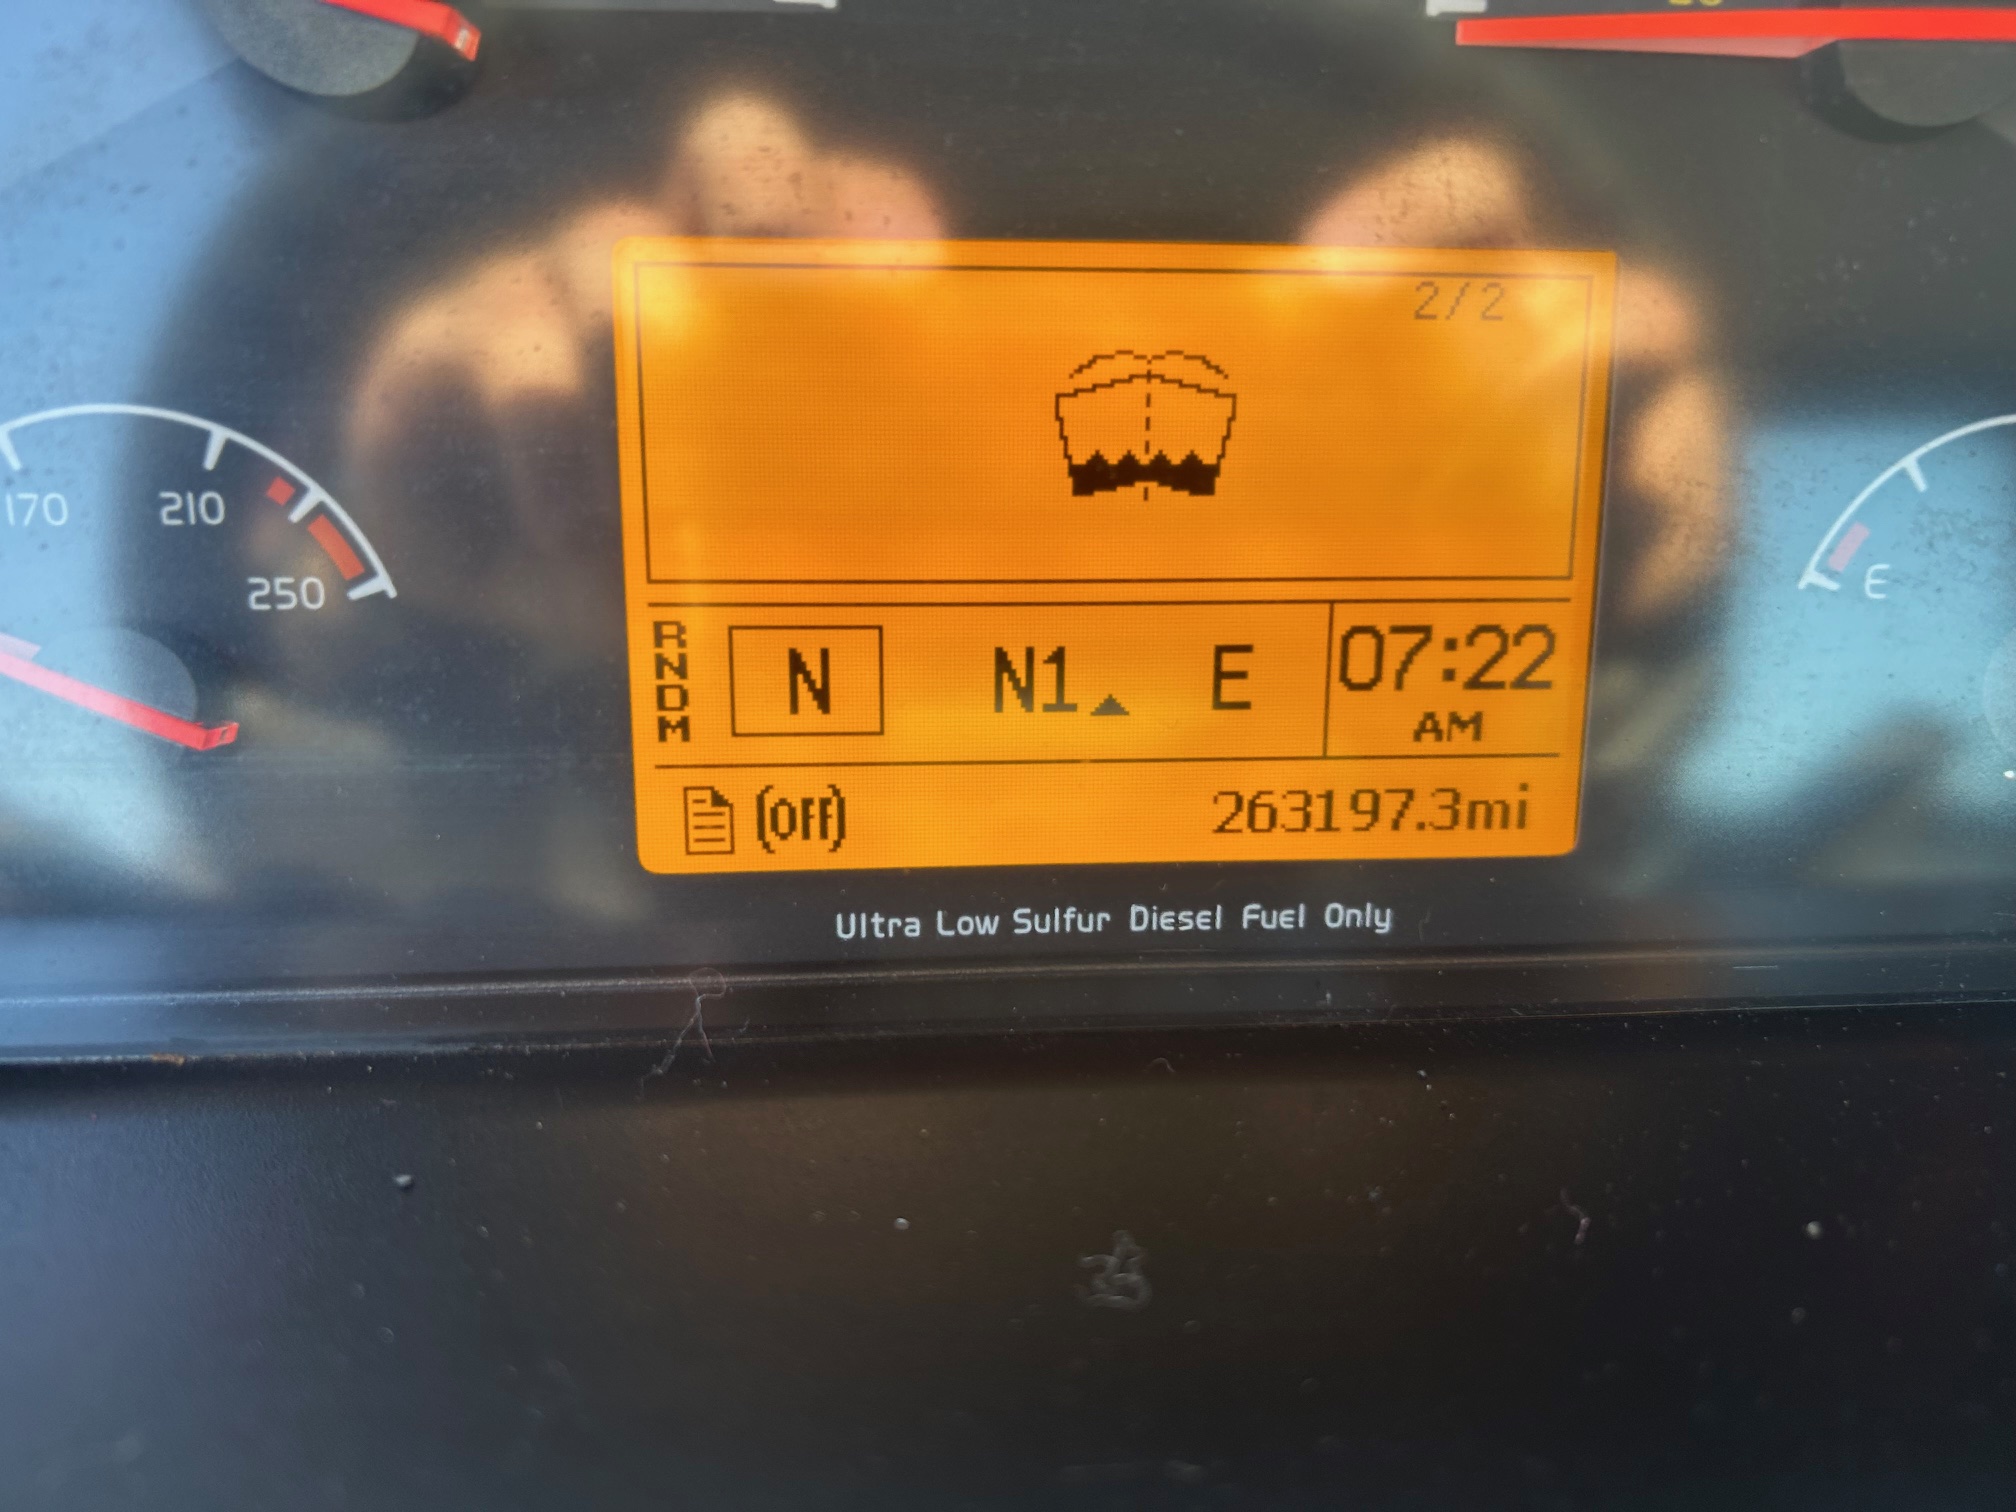 2/2
170
210
250
E
R
N
D
M
N
N1
E
07:22
AM
(OFF)
263197.3mi
Ultra Low Sulfur Diesel Fuel Only